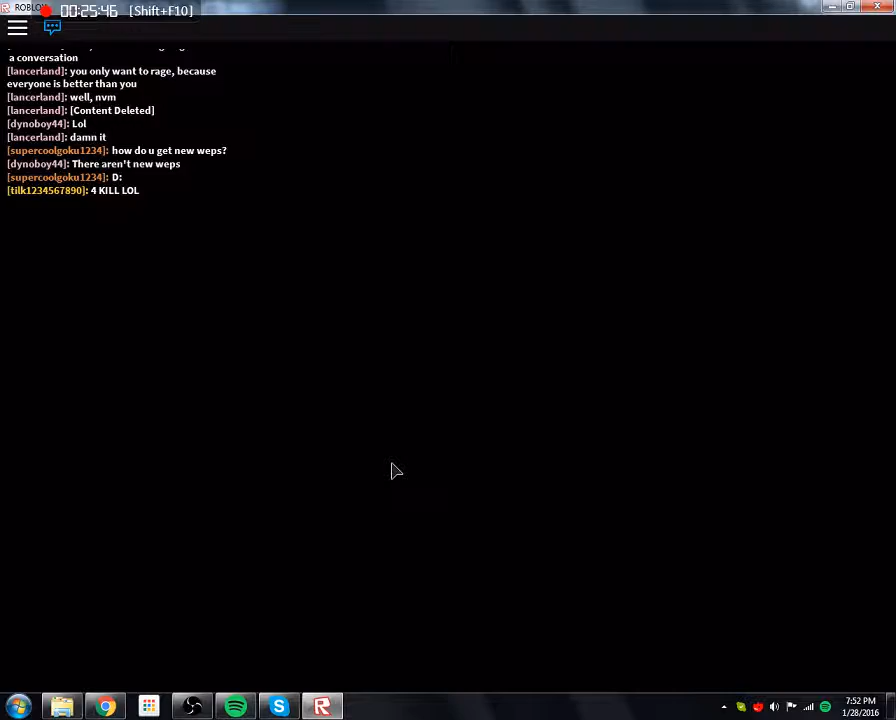 ROBLOX 00:25:46 [Shift+F10]
a conversation
[lancerland]: you only want to rage, because
everyone is better than you
[lancerland]: well, nvm
[lancerland]: [Content Deleted]
[dynoboy44]: Lol
[lancerland]: damn it
[supercoolgoku1234]: how do u get new weps?
[dynoboy44]: There aren't new weps
[supercoolgoku1234]: D:
[tilk1234567890]: 4 KILL LOL
7:52 PM
1/28/2016